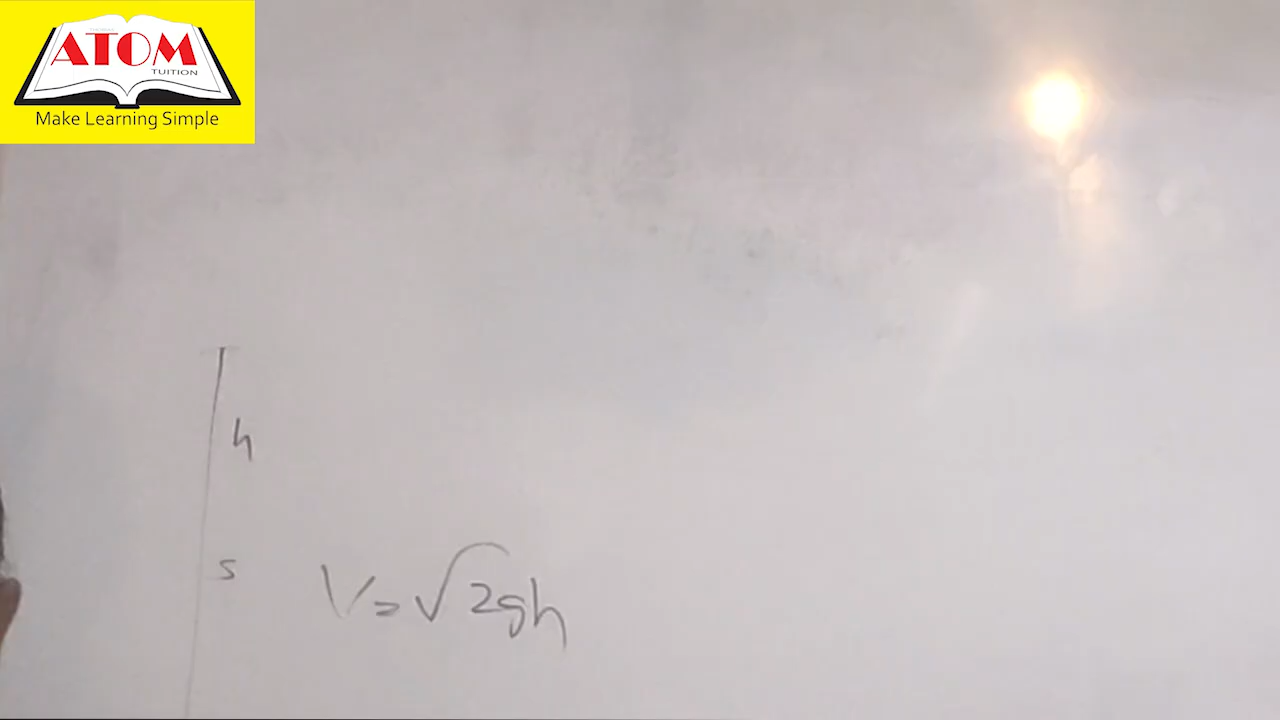 ATOM
TUITION
Make Learning Simple
h
s
V=√2gh